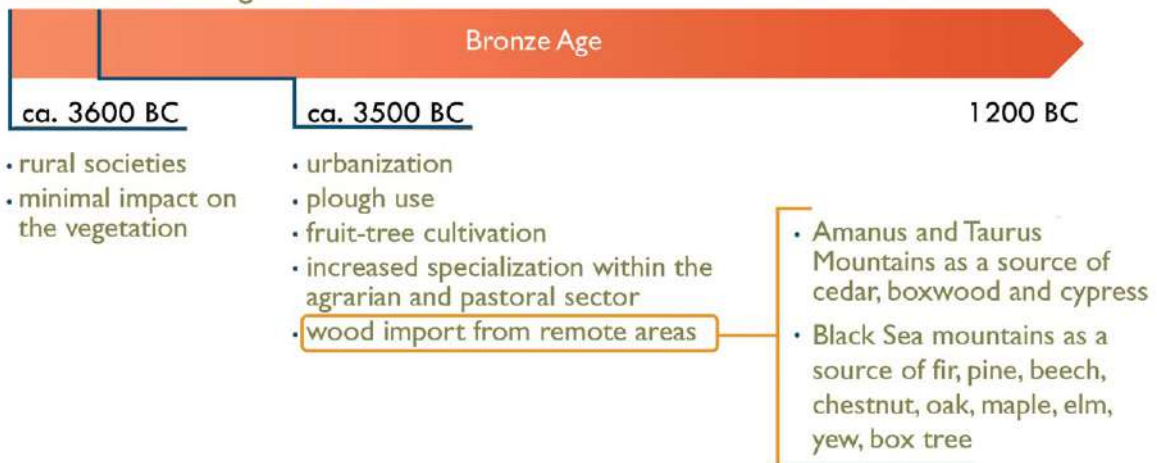 Bronze Age
ca. 3600 BC
ca. 3500 BC
1200 BC
• rural societies
• minimal impact on
the vegetation
• urbanization
• plough use
• fruit-tree cultivation
• increased specialization within the
agrarian and pastoral sector
• wood import from remote areas
• Amanus and Taurus
Mountains as a source of
cedar, boxwood and cypress
• Black Sea mountains as a
source of fir, pine, beech,
chestnut, oak, maple, elm,
yew, box tree